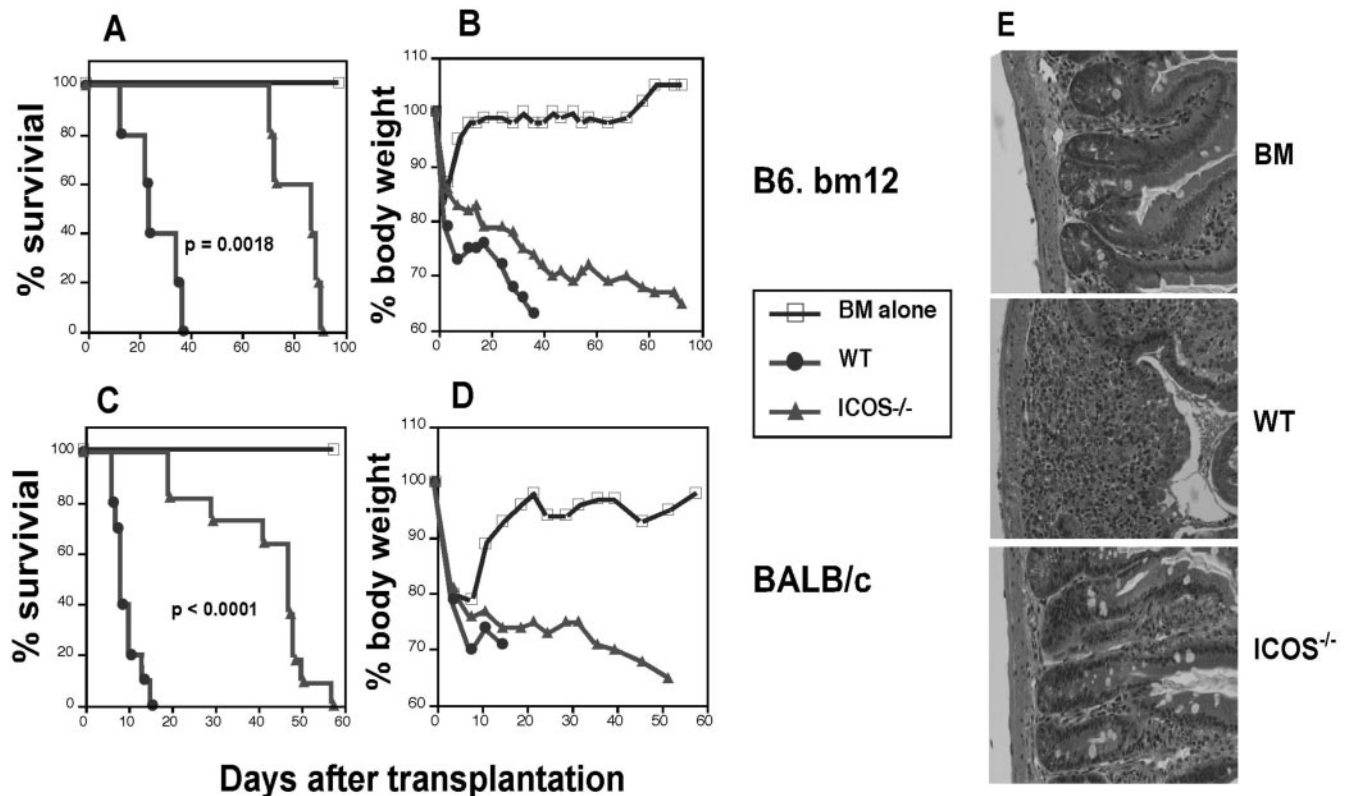 A
B
E
% survivial
100
80
60
40
20
0
p = 0.0018
0
20
40
60
80
100
% body weight
110
100
90
80
70
60
0
20
40
60
80
100
B6. bm12
BM alone
WT
ICOS-/-
BM
WT
ICOS-/-
C
D
% survivial
100
80
60
40
20
0
p < 0.0001
0
10
20
30
40
50
60
% body weight
110
100
90
80
70
60
0
10
20
30
40
50
60
BALB/c
Days after transplantation